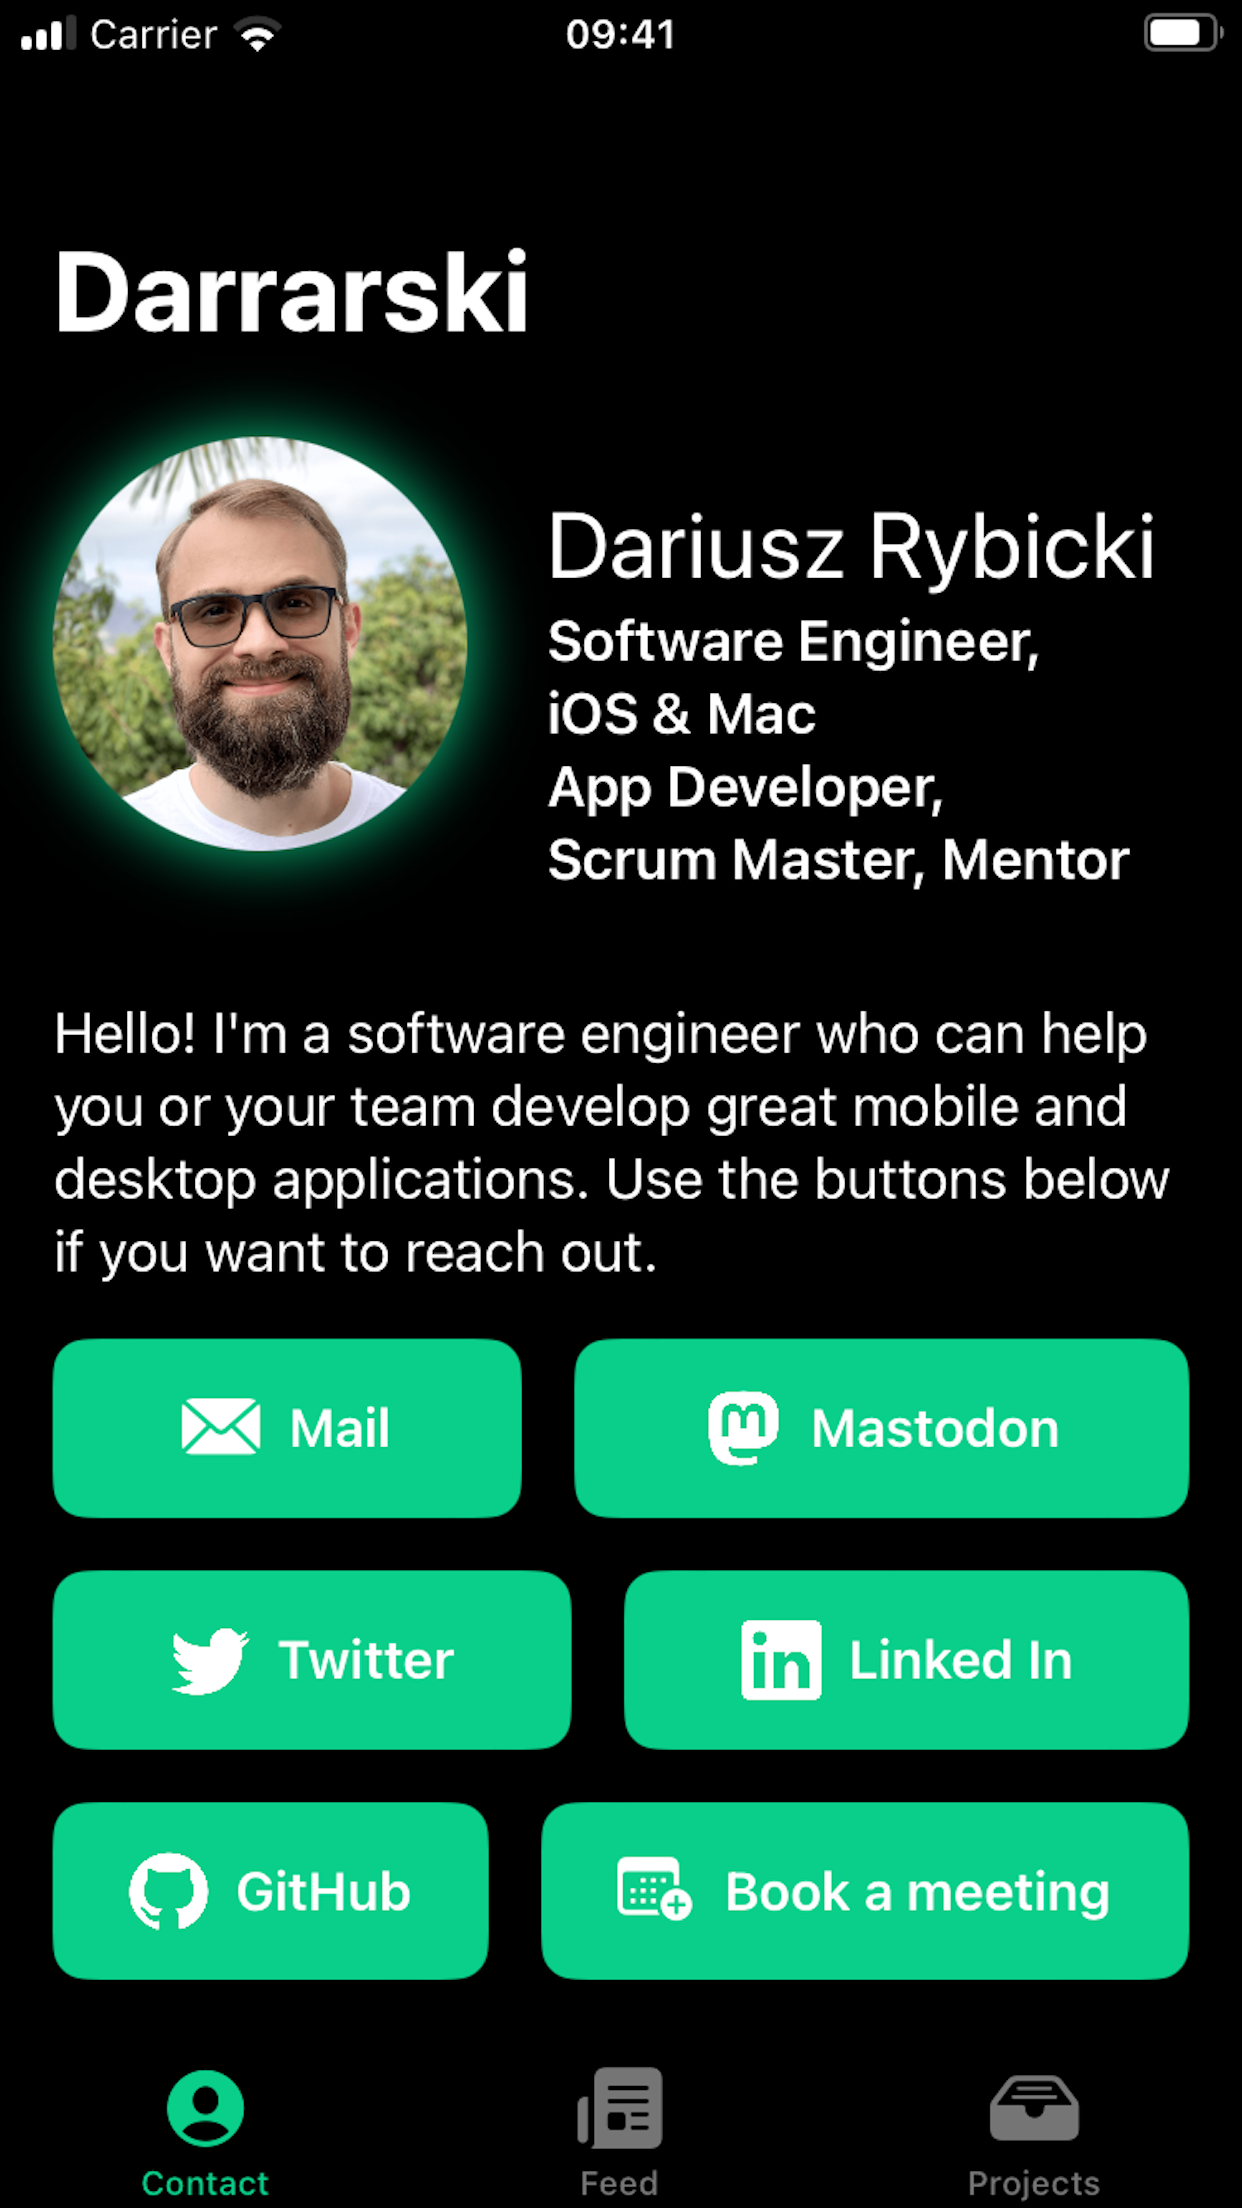 Carrier 09:41
Darrarski
Dariusz Rybicki
Software Engineer,
iOS & Mac
App Developer,
Scrum Master, Mentor
Hello! I'm a software engineer who can help
you or your team develop great mobile and
desktop applications. Use the buttons below
if you want to reach out.
Mail
Mastodon
Twitter
Linked In
GitHub
Book a meeting
Contact
Feed
Projects